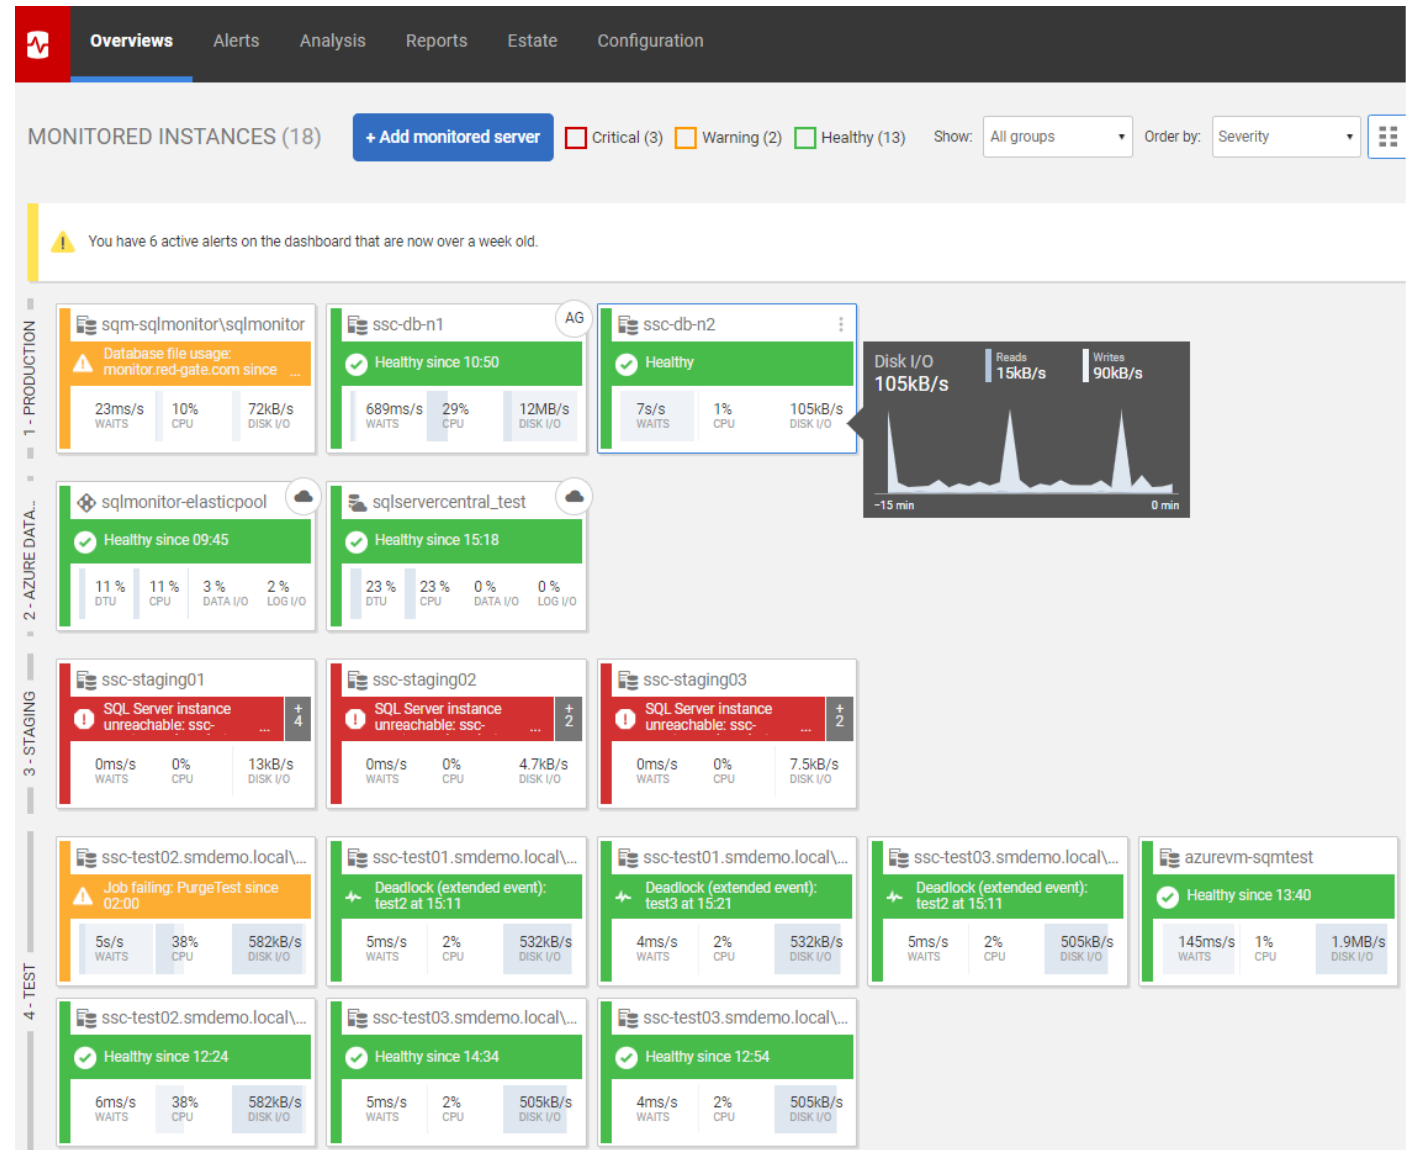 Overviews Alerts Analysis Reports Estate Configuration
MONITORED INSTANCES (18) + Add monitored server Critical (3) Warning (2) Healthy (13) Show: All groups Order by: Severity
You have 6 active alerts on the dashboard that are now over a week old.
1 - PRODUCTION
sqm-sqlmonitor\sqlmonitor
Database file usage:
monitor.red-gate.com since ...
23ms/s 10% 72kB/s
WAITS CPU DISK I/O
ssc-db-n1 AG
Healthy since 10:50
689ms/s 29% 12MB/s
WAITS CPU DISK I/O
ssc-db-n2
Healthy
7s/s 1% 105kB/s
WAITS CPU DISK I/O
Disk I/O Reads Writes
105kB/s 15kB/s 90kB/s
-15 min 0 min
2 - AZURE DATA...
sqlmonitor-elasticpool
Healthy since 09:45
11 % 11 % 3 % 2 %
DTU CPU DATA I/O LOG I/O
sqlservercentral_test
Healthy since 15:18
23 % 23 % 0 % 0 %
DTU CPU DATA I/O LOG I/O
3 - STAGING
ssc-staging01
SQL Server instance
unreachable: ssc- ...
+ 4
0ms/s 0% 13kB/s
WAITS CPU DISK I/O
ssc-staging02
SQL Server instance
unreachable: ssc- ...
+ 2
0ms/s 0% 4.7kB/s
WAITS CPU DISK I/O
ssc-staging03
SQL Server instance
unreachable: ssc- ...
+ 2
0ms/s 0% 7.5kB/s
WAITS CPU DISK I/O
4 - TEST
ssc-test02.smdemo.local\...
Job failing: PurgeTest since
02:00
5s/s 38% 582kB/s
WAITS CPU DISK I/O
ssc-test01.smdemo.local\...
Deadlock (extended event):
test2 at 15:11
5ms/s 2% 532kB/s
WAITS CPU DISK I/O
ssc-test01.smdemo.local\...
Deadlock (extended event):
test3 at 15:21
4ms/s 2% 532kB/s
WAITS CPU DISK I/O
ssc-test03.smdemo.local\...
Deadlock (extended event):
test2 at 15:11
5ms/s 2% 505kB/s
WAITS CPU DISK I/O
azurevm-sqmtest
Healthy since 13:40
145ms/s 1% 1.9MB/s
WAITS CPU DISK I/O
ssc-test02.smdemo.local\...
Healthy since 12:24
6ms/s 38% 582kB/s
WAITS CPU DISK I/O
ssc-test03.smdemo.local\...
Healthy since 14:34
5ms/s 2% 505kB/s
WAITS CPU DISK I/O
ssc-test03.smdemo.local\...
Healthy since 12:54
4ms/s 2% 505kB/s
WAITS CPU DISK I/O